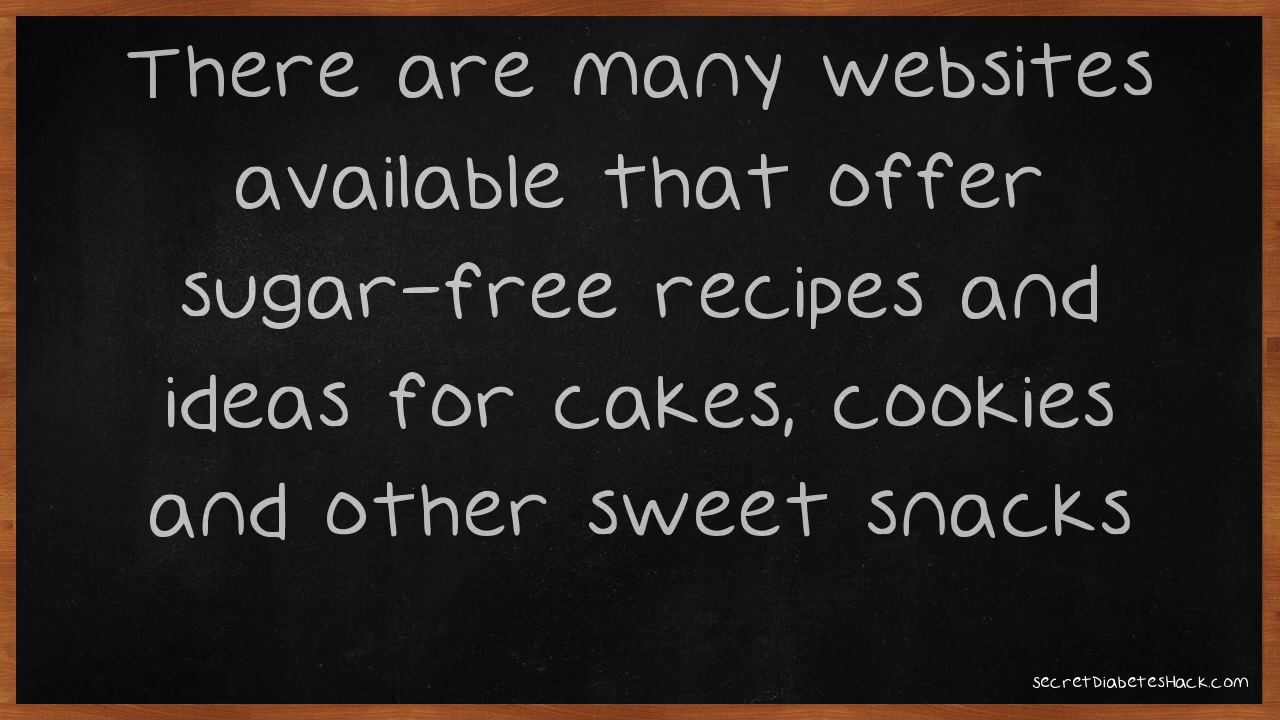 There are many websites
available that offer
sugar-free recipes and
ideas for cakes, cookies
and other sweet snacks
secretDiabetesHack.com